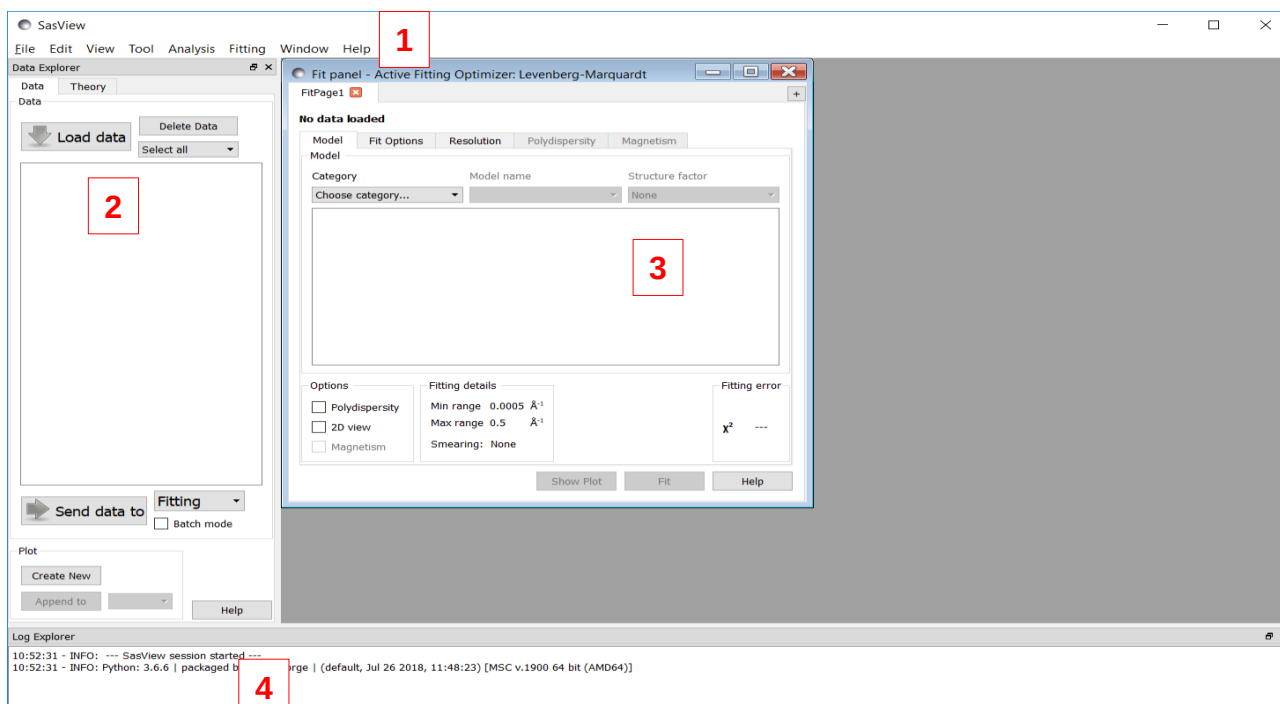 SasView
File Edit View Tool Analysis Fitting Window Help
1
Data Explorer
Data Theory
Data
Load data
Delete Data
Select all
2
Send data to
Fitting
Batch mode
Plot
Create New
Append to
Help
Fit panel - Active Fitting Optimizer: Levenberg-Marquardt
FitPage1
+
No data loaded
Model Fit Options Resolution Polydispersity Magnetism
Model
Category Model name Structure factor
Choose category... None
3
Options
Polydispersity
2D view
Magnetism
Fitting details
Min range 0.0005 Å⁻¹
Max range 0.5 Å⁻¹
Smearing: None
Fitting error
χ² ---
Show Plot Fit Help
Log Explorer
10:52:31 - INFO: --- SasView session started ---
10:52:31 - INFO: Python: 3.6.6 | packaged b orge | (default, Jul 26 2018, 11:48:23) [MSC v.1900 64 bit (AMD64)]
4